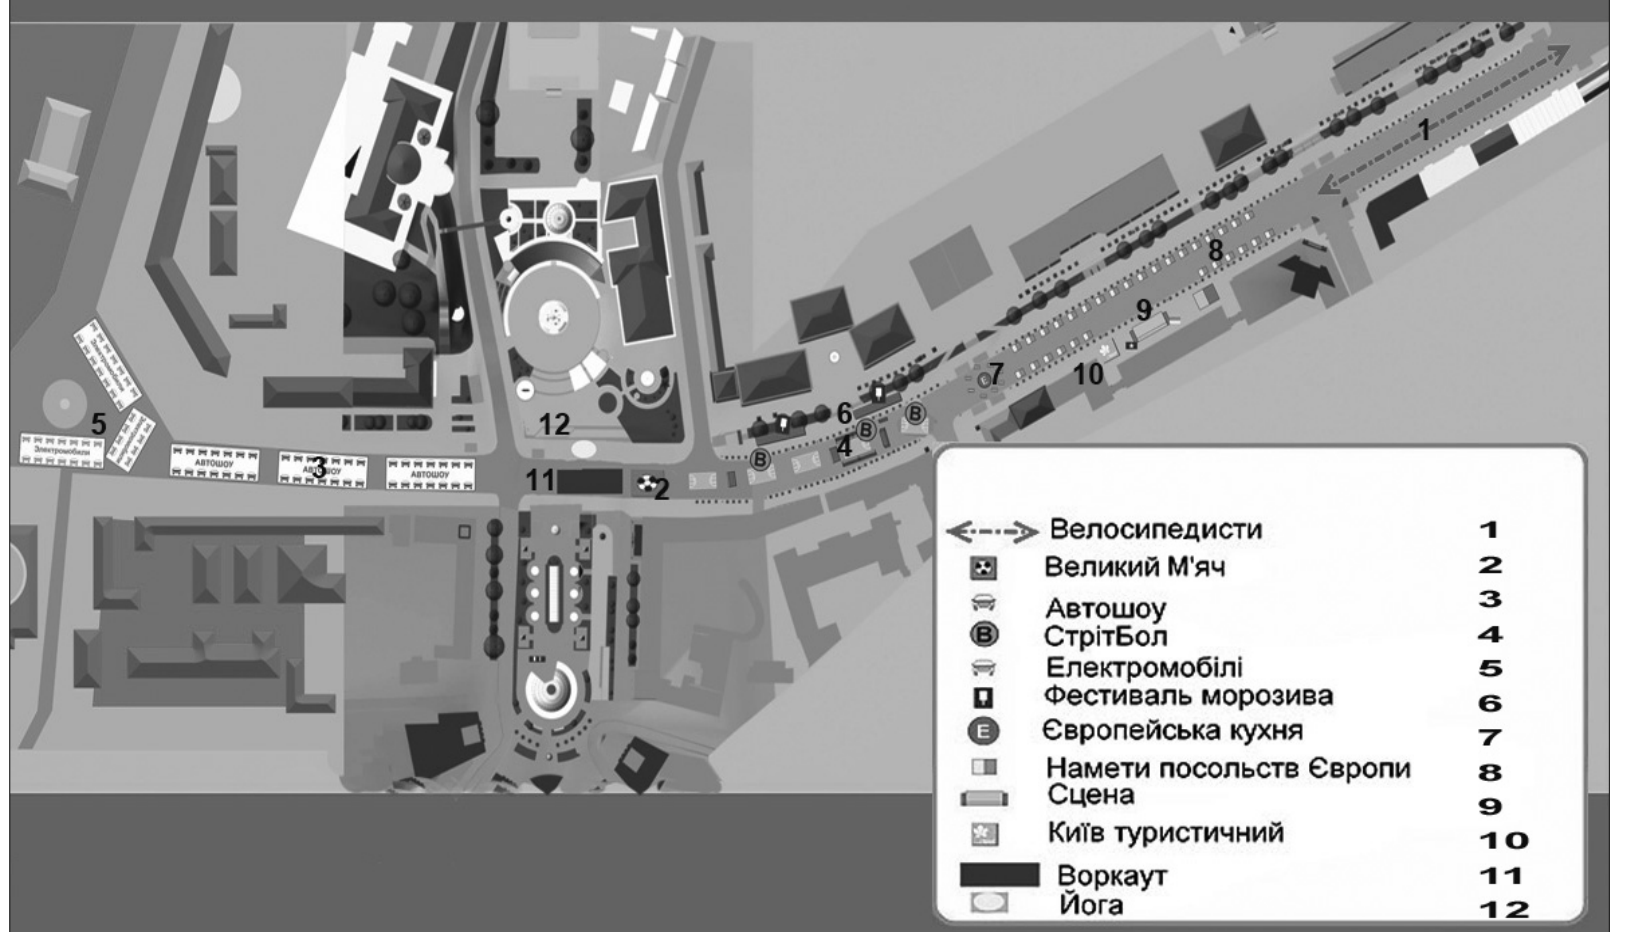 1
8
9
7
10
6
B
B
4
B
12
11
2
5
Электромобили
Электромобили
АВТОШОУ
АВТОШОУ
3
АВТОШОУ
E
Велосипедисти 1
Великий М'яч 2
Автошоу 3
B СтрітБол 4
Електромобілі 5
Фестиваль морозива 6
E Європейська кухня 7
Намети посольств Європи 8
Сцена 9
Київ туристичний 10
Воркаут 11
Йога 12